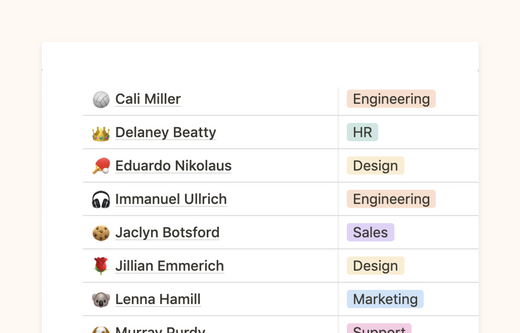 Cali Miller Engineering
Delaney Beatty HR
Eduardo Nikolaus Design
Immanuel Ullrich Engineering
Jaclyn Botsford Sales
Jillian Emmerich Design
Lenna Hamill Marketing
Murray Purdy Support